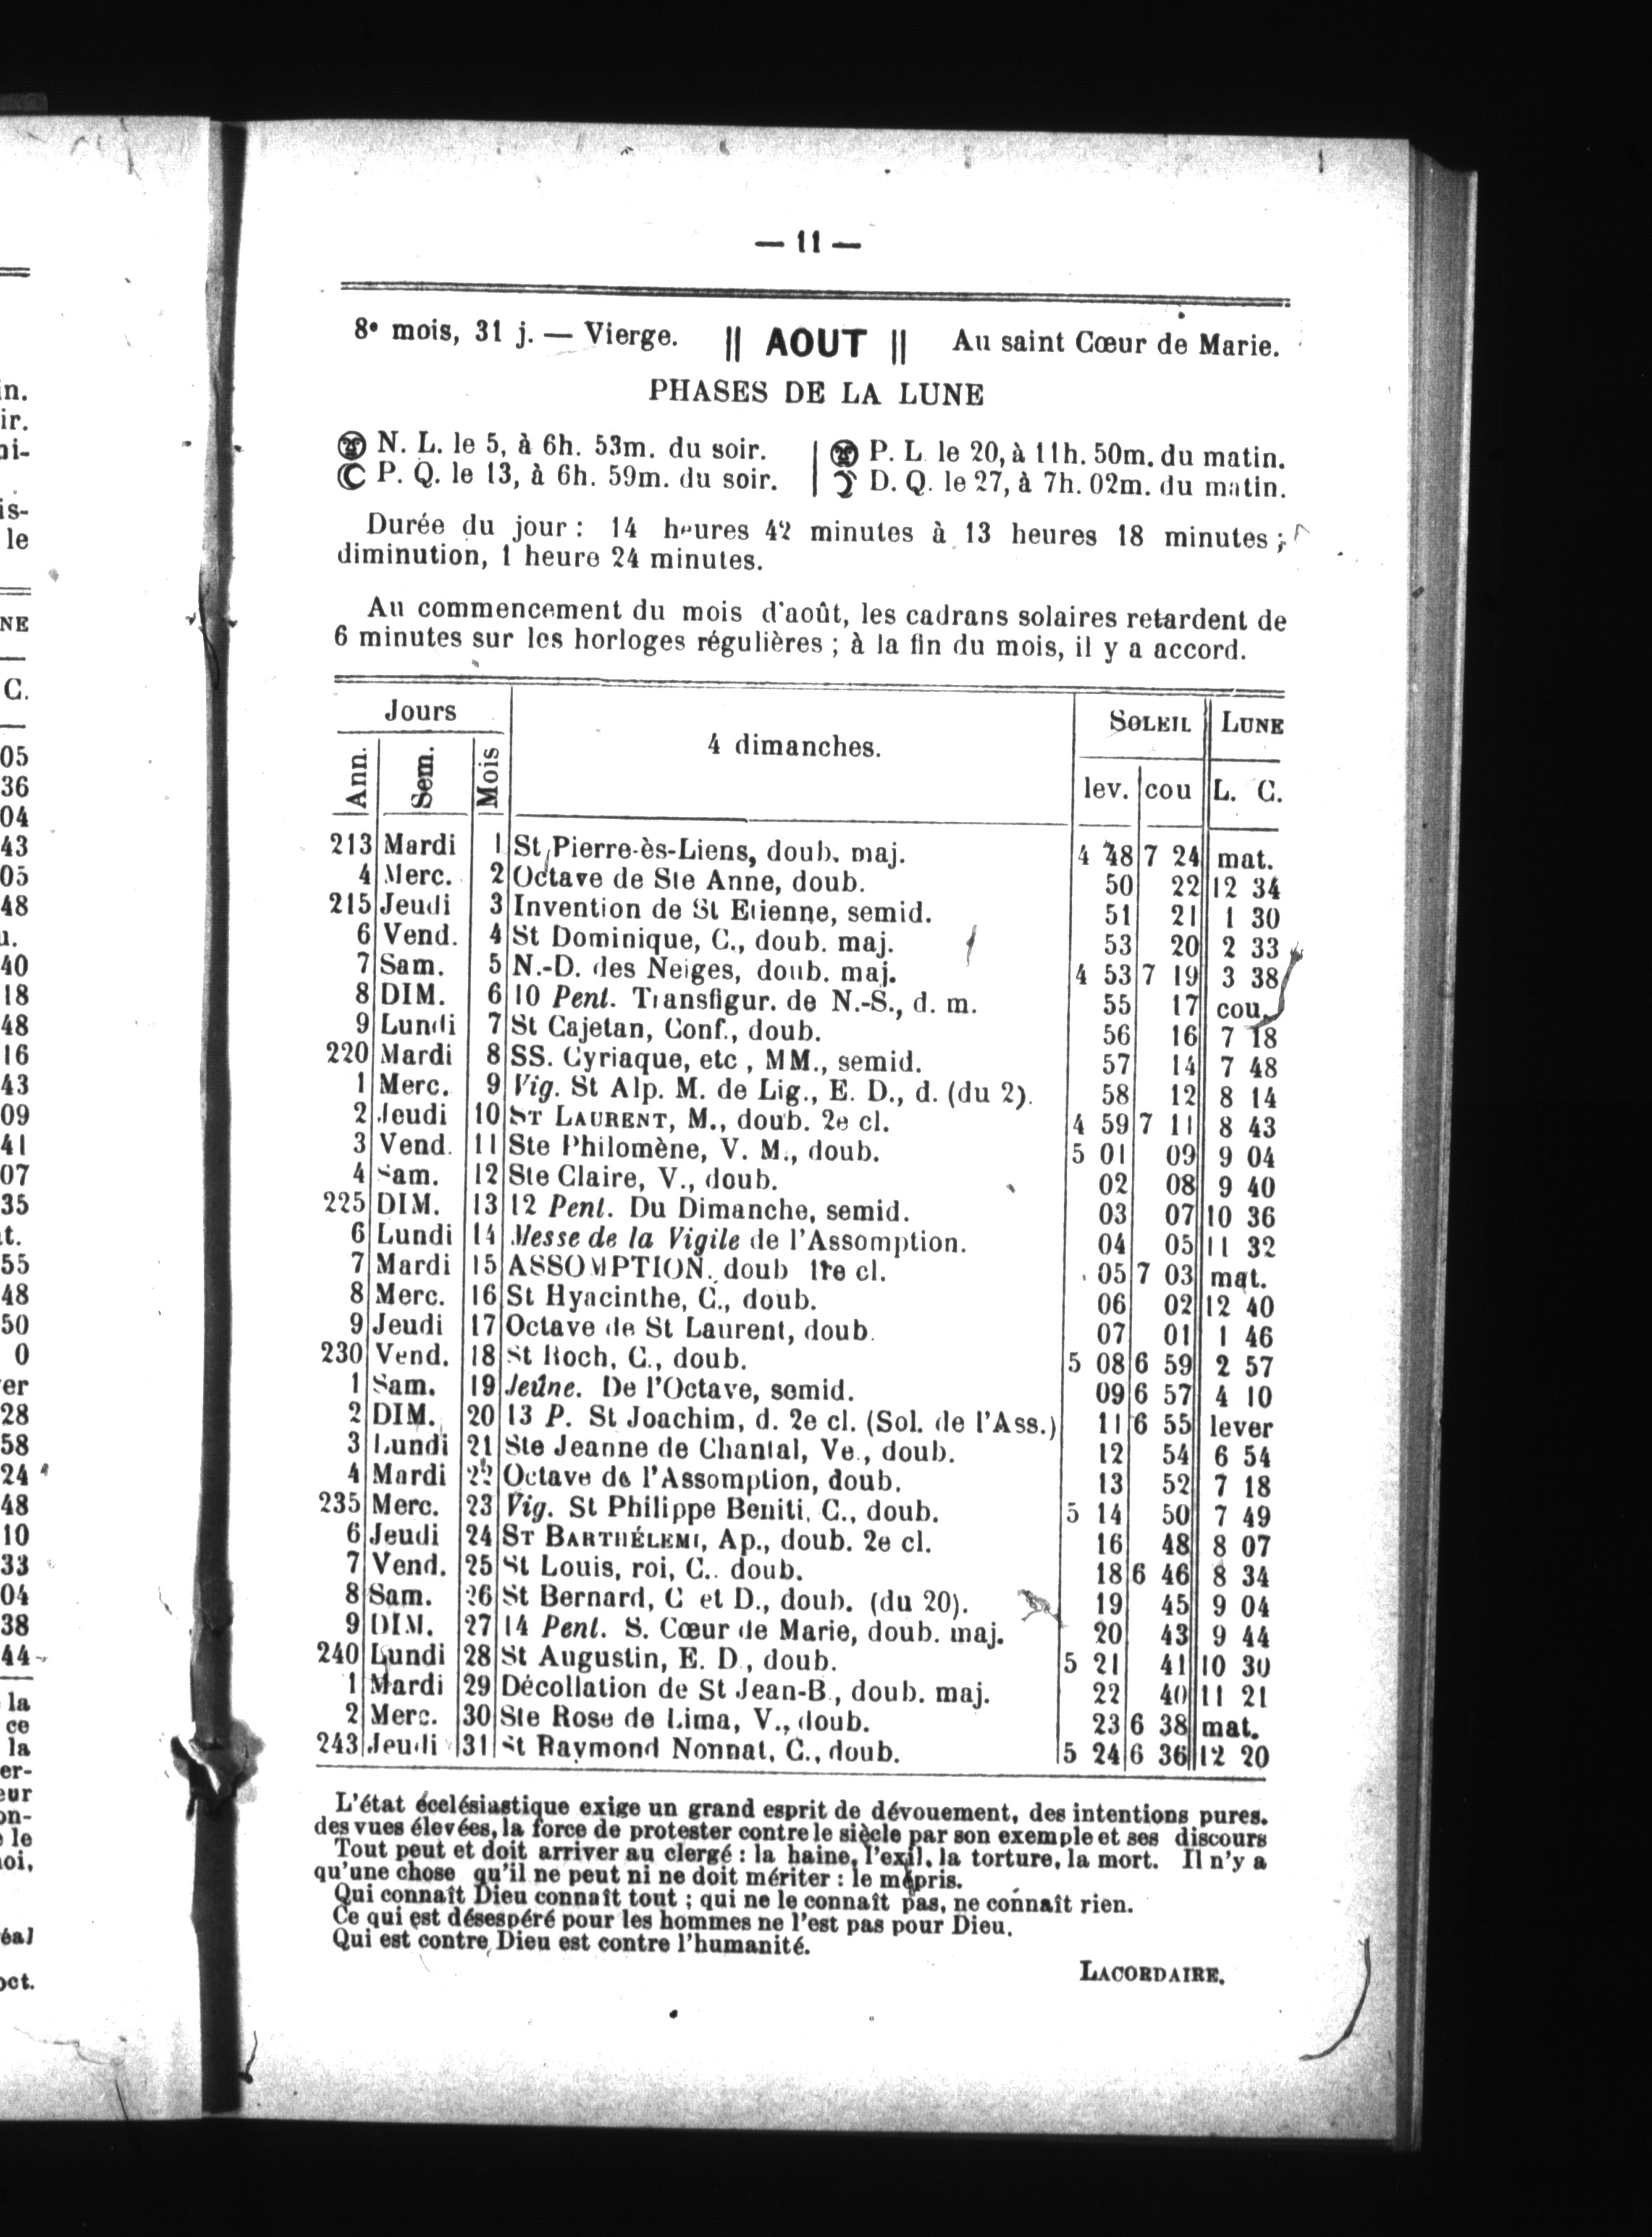 — 11 —
8e mois, 31 j. — Vierge. || AOUT || Au saint Cœur de Marie.
PHASES DE LA LUNE
N. L. le 5, à 6h. 53m. du soir. | P. L. le 20, à 11h. 50m. du matin.
P. Q. le 13, à 6h. 59m. du soir. | D. Q. le 27, à 7h. 02m. du matin.
Durée du jour : 14 heures 42 minutes à 13 heures 18 minutes ;
diminution, 1 heure 24 minutes.
Au commencement du mois d'août, les cadrans solaires retardent de
6 minutes sur les horloges régulières ; à la fin du mois, il y a accord.
Jours 4 dimanches. SOLEIL LUNE
Ann. Sem. Mois lev. cou L. C.
213 Mardi 1 St Pierre-ès-Liens, doub. maj. 4 48 7 24 mat.
4 Merc. 2 Octave de Ste Anne, doub. 50 22 12 34
215 Jeudi 3 Invention de St Etienne, semid. 51 21 1 30
6 Vend. 4 St Dominique, C., doub. maj. 53 20 2 33
7 Sam. 5 N.-D. des Neiges, doub. maj. 4 53 7 19 3 38
8 DIM. 6 10 Pent. Transfigur. de N.-S., d. m. 55 17 cou.
9 Lundi 7 St Cajetan, Conf., doub. 56 16 7 18
220 Mardi 8 SS. Cyriaque, etc , MM., semid. 57 14 7 48
1 Merc. 9 Vig. St Alp. M. de Lig., E. D., d. (du 2). 58 12 8 14
2 Jeudi 10 ST LAURENT, M., doub. 2e cl. 4 59 7 11 8 43
3 Vend. 11 Ste Philomène, V. M., doub. 5 01 09 9 04
4 Sam. 12 Ste Claire, V., doub. 02 08 9 40
225 DIM. 13 12 Pent. Du Dimanche, semid. 03 07 10 36
6 Lundi 14 Messe de la Vigile de l'Assomption. 04 05 11 32
7 Mardi 15 ASSOMPTION. doub 1re cl. 05 7 03 mat.
8 Merc. 16 St Hyacinthe, C., doub. 06 02 12 40
9 Jeudi 17 Octave de St Laurent, doub. 07 01 1 46
230 Vend. 18 St Roch, C., doub. 5 08 6 59 2 57
1 Sam. 19 Jeûne. De l'Octave, semid. 09 6 57 4 10
2 DIM. 20 13 P. St Joachim, d. 2e cl. (Sol. de l'Ass.) 11 6 55 lever
3 Lundi 21 Ste Jeanne de Chantal, Ve., doub. 12 54 6 54
4 Mardi 22 Octave de l'Assomption, doub. 13 52 7 18
235 Merc. 23 Vig. St Philippe Beniti, C., doub. 5 14 50 7 49
6 Jeudi 24 ST BARTHÉLEMI, Ap., doub. 2e cl. 16 48 8 07
7 Vend. 25 St Louis, roi, C.. doub. 18 6 46 8 34
8 Sam. 26 St Bernard, C et D., doub. (du 20). 19 45 9 04
9 DIM. 27 14 Pent. S. Cœur de Marie, doub. maj. 20 43 9 44
240 Lundi 28 St Augustin, E. D., doub. 5 21 41 10 30
1 Mardi 29 Décollation de St Jean-B., doub. maj. 22 40 11 21
2 Merc. 30 Ste Rose de Lima, V., doub. 23 6 38 mat.
243 Jeudi 31 St Raymond Nonnat, C., doub. 5 24 6 36 12 20
L'état ecclésiastique exige un grand esprit de dévouement, des intentions pures.
des vues élevées, la force de protester contre le siècle par son exemple et ses discours
Tout peut et doit arriver au clergé : la haine, l'exil, la torture, la mort. Il n'y a
qu'une chose qu'il ne peut ni ne doit mériter : le mépris.
Qui connaît Dieu connaît tout ; qui ne le connaît pas, ne connaît rien.
Ce qui est désespéré pour les hommes ne l'est pas pour Dieu.
Qui est contre Dieu est contre l'humanité.
LACORDAIRE.